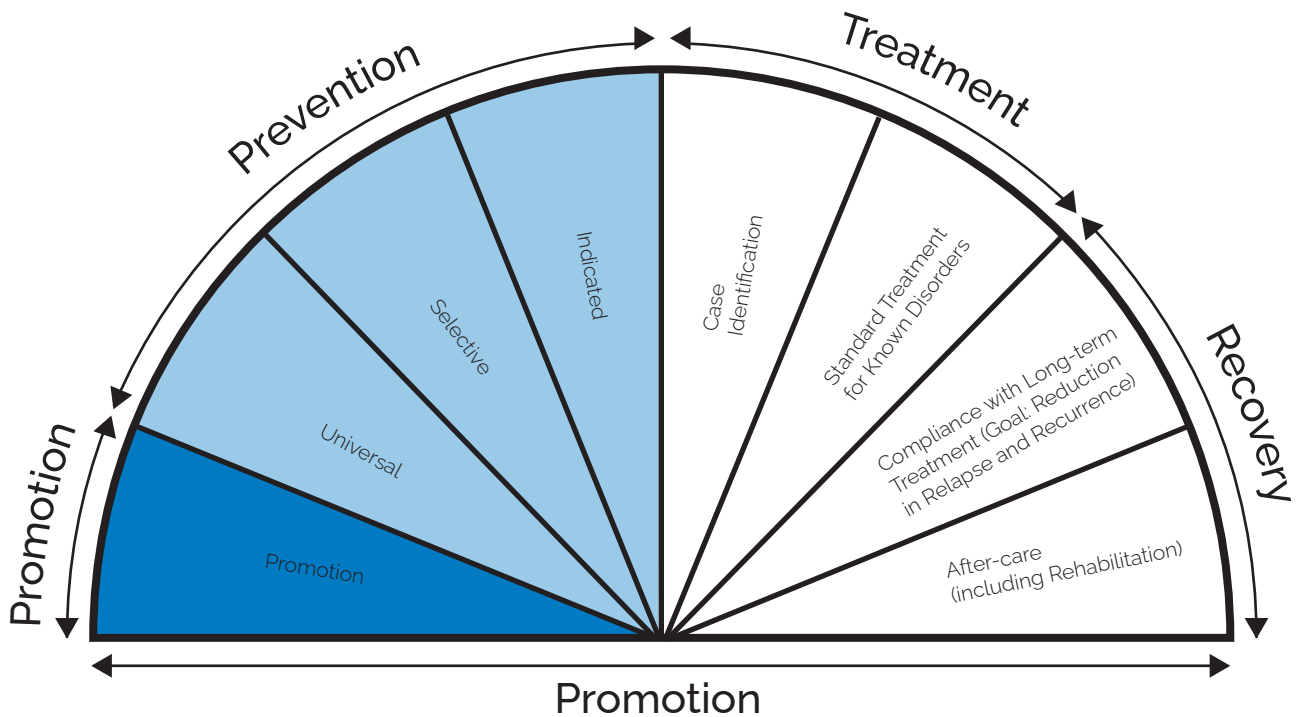 Prevention
Treatment
Promotion
Recovery
Promotion
Universal
Selective
Indicated
Case
Identification
Standard Treatment
for Known Disorders
Compliance with Long-term
Treatment (Goal: Reduction
in Relapse and Recurrence)
After-care
(including Rehabilitation)
Promotion